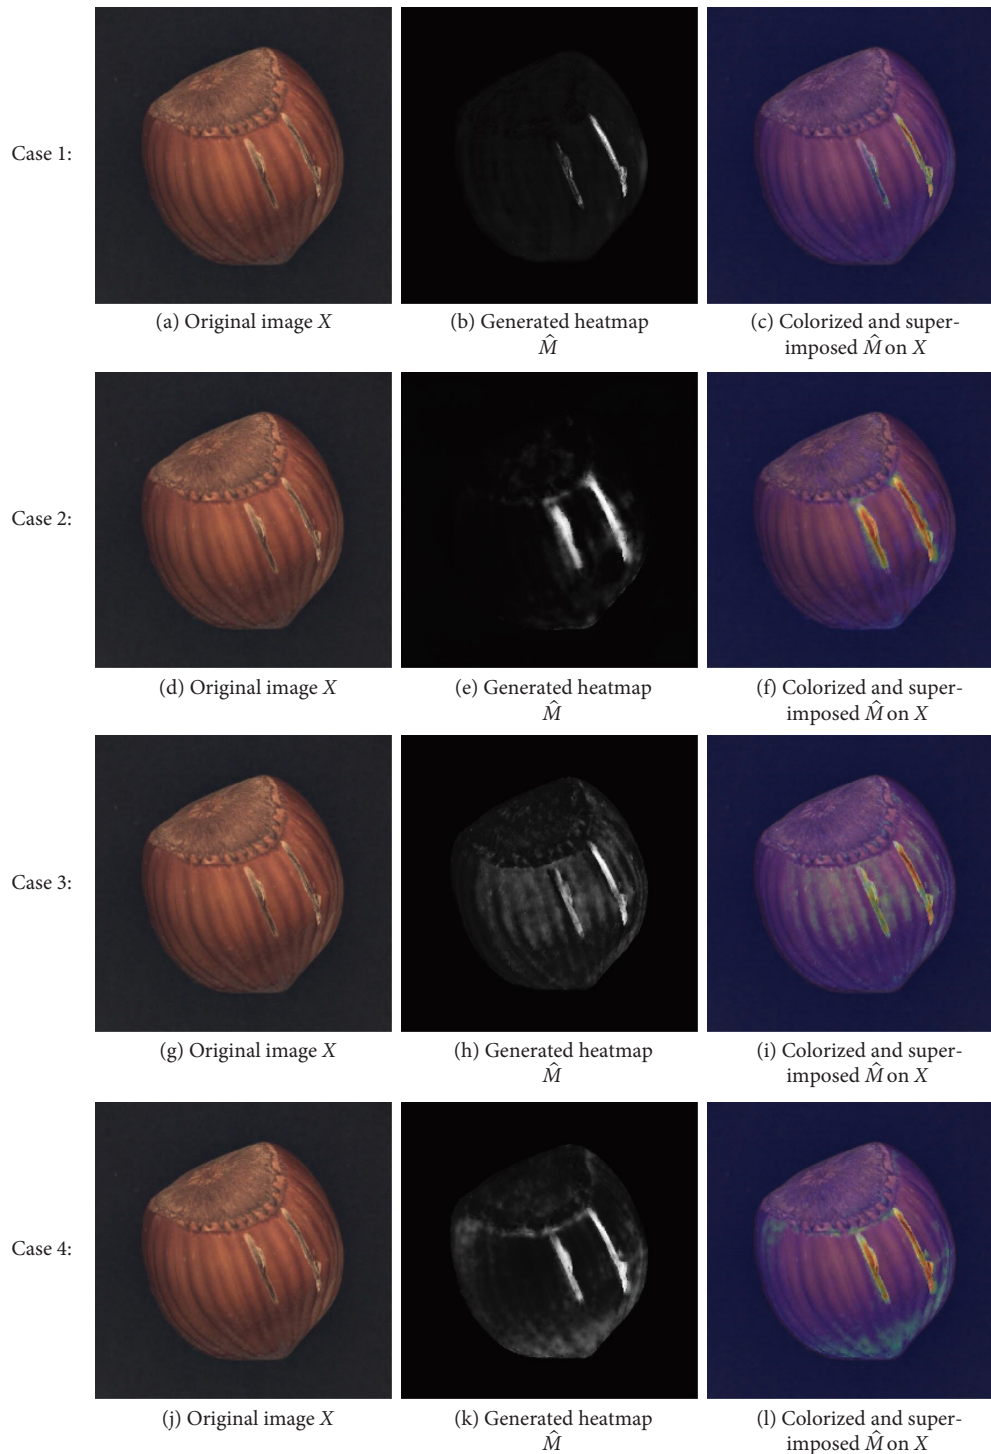 Case 1:
(a) Original image X
(b) Generated heatmap
M̂
(c) Colorized and super-
imposed M̂ on X
Case 2:
(d) Original image X
(e) Generated heatmap
M̂
(f) Colorized and super-
imposed M̂ on X
Case 3:
(g) Original image X
(h) Generated heatmap
M̂
(i) Colorized and super-
imposed M̂ on X
Case 4:
(j) Original image X
(k) Generated heatmap
M̂
(l) Colorized and super-
imposed M̂ on X